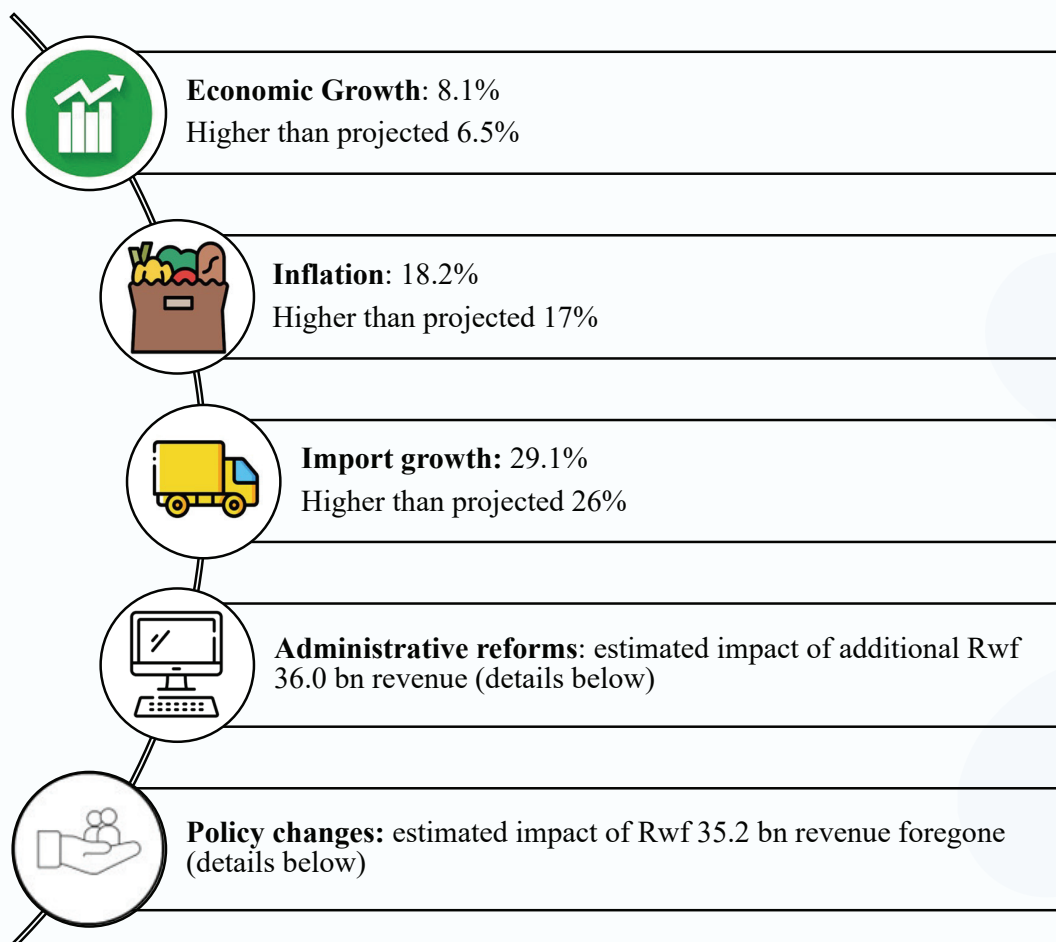 Economic Growth: 8.1%
Higher than projected 6.5%
Inflation: 18.2%
Higher than projected 17%
Import growth: 29.1%
Higher than projected 26%
Administrative reforms: estimated impact of additional Rwf
36.0 bn revenue (details below)
Policy changes: estimated impact of Rwf 35.2 bn revenue foregone
(details below)